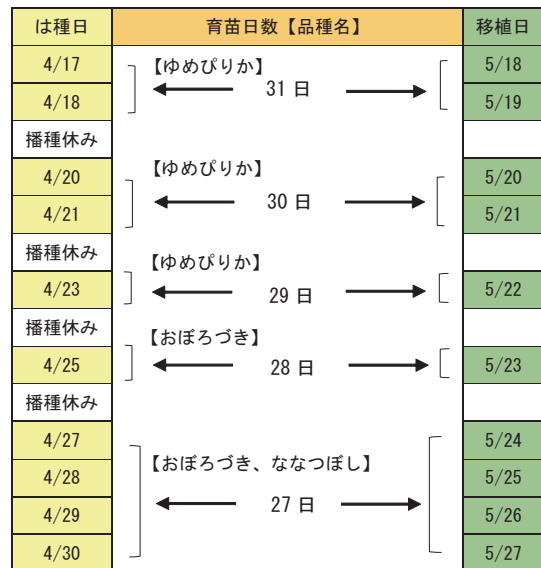 は種日 育苗日数【品種名】 移植日
4/17 【ゆめぴりか】 5/18
31 日
4/18 5/19
播種休み
4/20 【ゆめぴりか】 5/20
30 日
4/21 5/21
播種休み
【ゆめぴりか】
4/23 29 日 5/22
播種休み
【おぼろづき】
4/25 28 日 5/23
播種休み
4/27 5/24
【おぼろづき、ななつぼし】
4/28 5/25
4/29 27 日 5/26
4/30 5/27